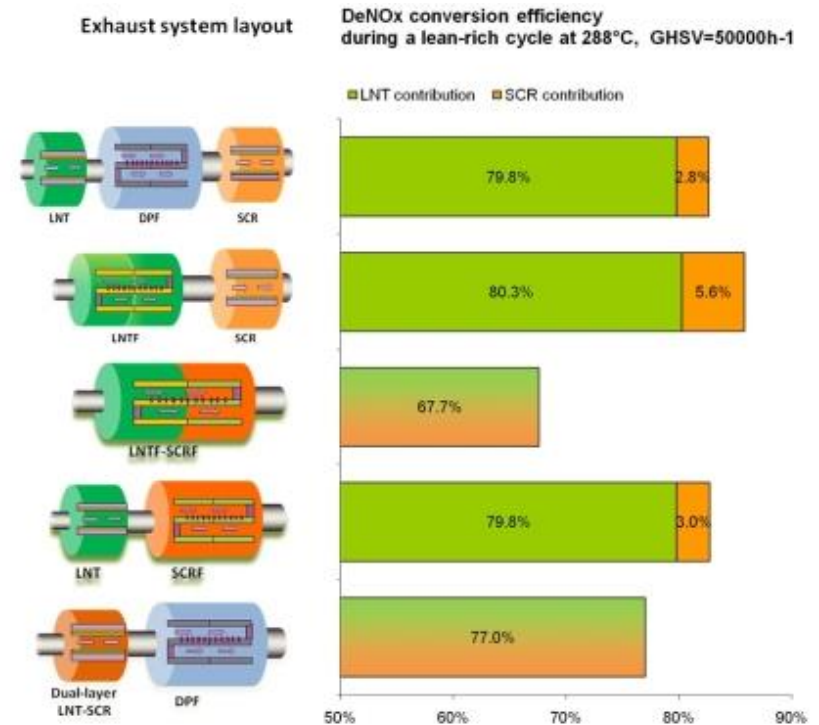 Exhaust system layout
DeNOx conversion efficiency
during a lean-rich cycle at 288°C, GHSV=50000h-1
LNT contribution SCR contribution
79.8% 2.8%
LNT DPF SCR
80.3% 5.6%
LNTF SCR
67.7%
LNTF-SCRF
79.8% 3.0%
LNT SCRF
77.0%
Dual-layer
LNT-SCR
DPF
50% 60% 70% 80% 90%